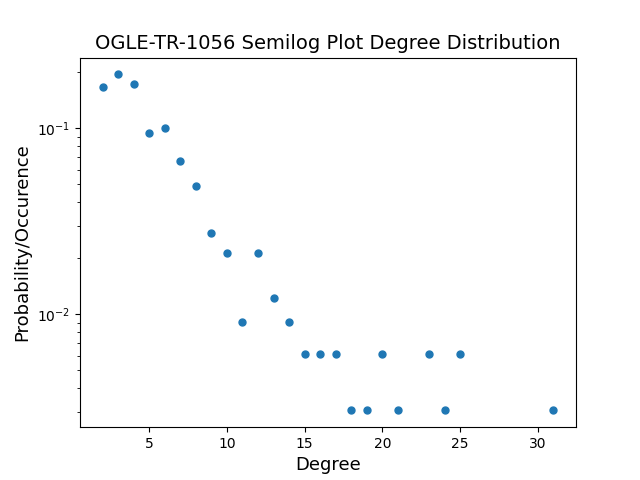 OGLE-TR-1056 Semilog Plot Degree Distribution
Probability/Occurence
10⁻¹
10⁻²
5 10 15 20 25 30
Degree